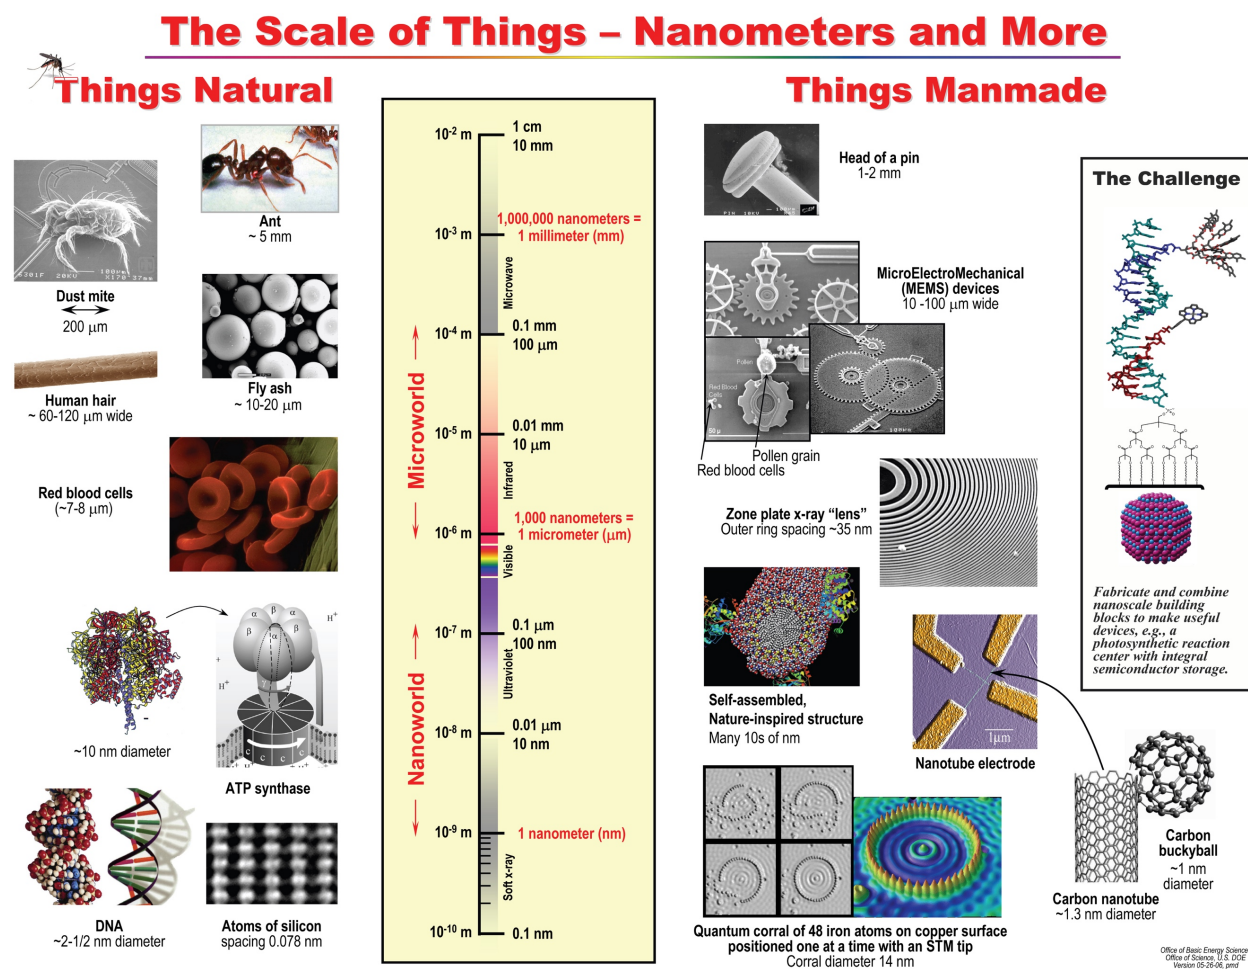 The Scale of Things – Nanometers and More
Things Natural
Things Manmade
Ant
~ 5 mm
Dust mite
200 μm
Human hair
~ 60-120 μm wide
Fly ash
~ 10-20 μm
Red blood cells
(~7-8 μm)
~10 nm diameter
ATP synthase
H+
H+
α
β
α
β
α
β
c
c
c
c
DNA
~2-1/2 nm diameter
Atoms of silicon
spacing 0.078 nm
10-2 m
1 cm
10 mm
1,000,000 nanometers =
10-3 m
1 millimeter (mm)
Microwave
10-4 m
0.1 mm
100 μm
Microworld
10-5 m
0.01 mm
10 μm
Infrared
1,000 nanometers =
10-6 m
1 micrometer (μm)
Visible
10-7 m
0.1 μm
100 nm
Ultraviolet
Nanoworld
10-8 m
0.01 μm
10 nm
10-9 m
1 nanometer (nm)
Soft x-ray
10-10 m
0.1 nm
Head of a pin
1-2 mm
MicroElectroMechanical
(MEMS) devices
10 -100 μm wide
Pollen
Red Blood
Cells
50 μ
Pollen grain
Red blood cells
Zone plate x-ray “lens”
Outer ring spacing ~35 nm
Self-assembled,
Nature-inspired structure
Many 10s of nm
1μm
Nanotube electrode
Quantum corral of 48 iron atoms on copper surface
positioned one at a time with an STM tip
Corral diameter 14 nm
Carbon
buckyball
~1 nm
diameter
Carbon nanotube
~1.3 nm diameter
The Challenge
Fabricate and combine
nanoscale building
blocks to make useful
devices, e.g., a
photosynthetic reaction
center with integral
semiconductor storage.
Office of Basic Energy Science
Office of Science, U.S. DOE
Version 05-26-06, pmd